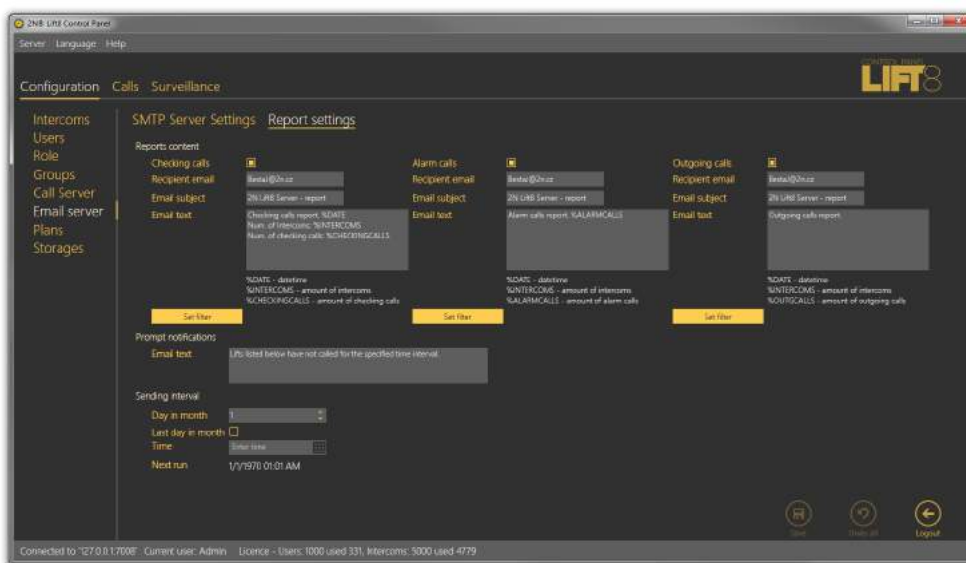 2N® Lift8 Control Panel
Server Language Help
CONTROL PANEL
LIFT8
Configuration Calls Surveillance
Intercoms
Users
Role
Groups
Call Server
Email server
Plans
Storages
SMTP Server Settings Report settings
Reports content
Checking calls
Recipient email
Email subject 2N Lift8 Server - report
Email text Checking calls report, %DATE
Num. of Intercoms: %INTERCOMS
Num. of checking calls: %CHECKINGCALLS
%DATE - datetime
%INTERCOMS - amount of intercoms
%CHECKINGCALLS - amount of checking calls
Set filter
Alarm calls
Recipient email
Email subject 2N Lift8 Server - report
Email text Alarm calls report, %ALARMCALLS
%DATE - datetime
%INTERCOMS - amount of intercoms
%ALARMCALLS - amount of alarm calls
Set filter
Outgoing calls
Recipient email
Email subject 2N Lift8 Server - report
Email text Outgoing calls report.
%DATE - datetime
%INTERCOMS - amount of intercoms
%OUTGCALLS - amount of outgoing calls
Set filter
Prompt notifications
Email text Lifts listed below have not called for the specified time interval.
Sending interval
Day in month 1
Last day in month
Time Enter time
Next run 1/1/1970 01:01 AM
Save Undo all Logout
Connected to "127.0.0.1:7008" Current user: Admin Licence - Users: 1000 used 331, Intercoms: 5000 used 4779